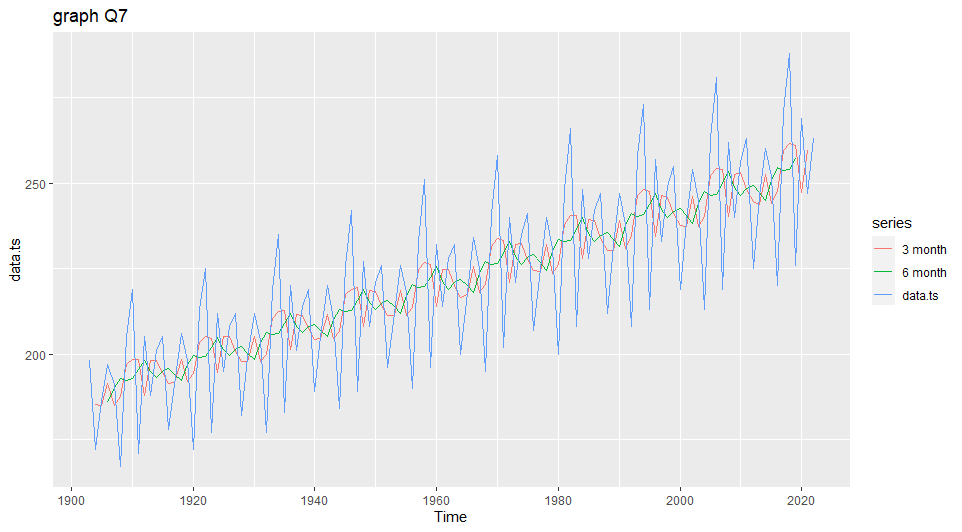 graph Q7
data.ts
250
200
1900
1920
1940
1960
1980
2000
2020
Time
series
3 month
6 month
data.ts